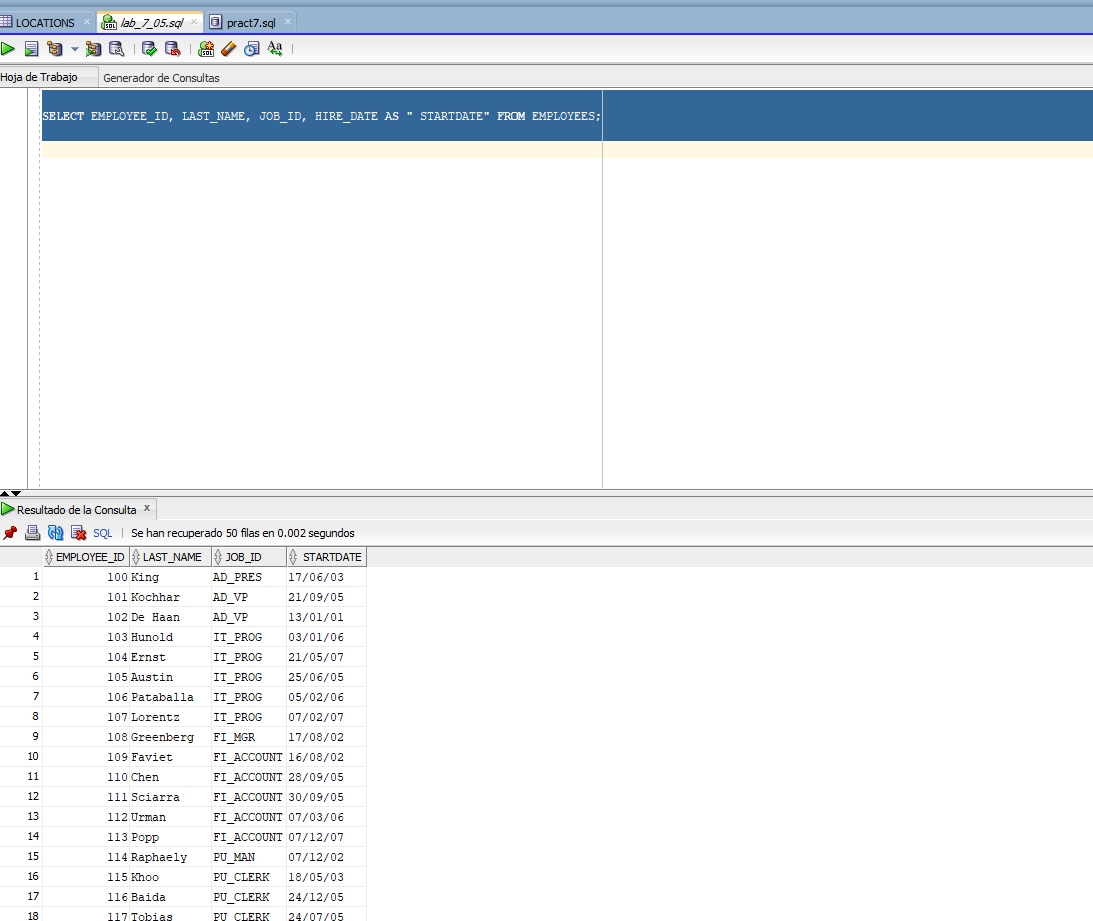 LOCATIONS lab_7_05.sql pract7.sql
Hoja de Trabajo Generador de Consultas
SELECT EMPLOYEE_ID, LAST_NAME, JOB_ID, HIRE_DATE AS " STARTDATE" FROM EMPLOYEES;
Resultado de la Consulta x
SQL | Se han recuperado 50 filas en 0.002 segundos
EMPLOYEE_ID LAST_NAME JOB_ID STARTDATE
1 100 King AD_PRES 17/06/03
2 101 Kochhar AD_VP 21/09/05
3 102 De Haan AD_VP 13/01/01
4 103 Hunold IT_PROG 03/01/06
5 104 Ernst IT_PROG 21/05/07
6 105 Austin IT_PROG 25/06/05
7 106 Pataballa IT_PROG 05/02/06
8 107 Lorentz IT_PROG 07/02/07
9 108 Greenberg FI_MGR 17/08/02
10 109 Faviet FI_ACCOUNT 16/08/02
11 110 Chen FI_ACCOUNT 28/09/05
12 111 Sciarra FI_ACCOUNT 30/09/05
13 112 Urman FI_ACCOUNT 07/03/06
14 113 Popp FI_ACCOUNT 07/12/07
15 114 Raphaely PU_MAN 07/12/02
16 115 Khoo PU_CLERK 18/05/03
17 116 Baida PU_CLERK 24/12/05
18 117 Tobias PU_CLERK 24/07/05